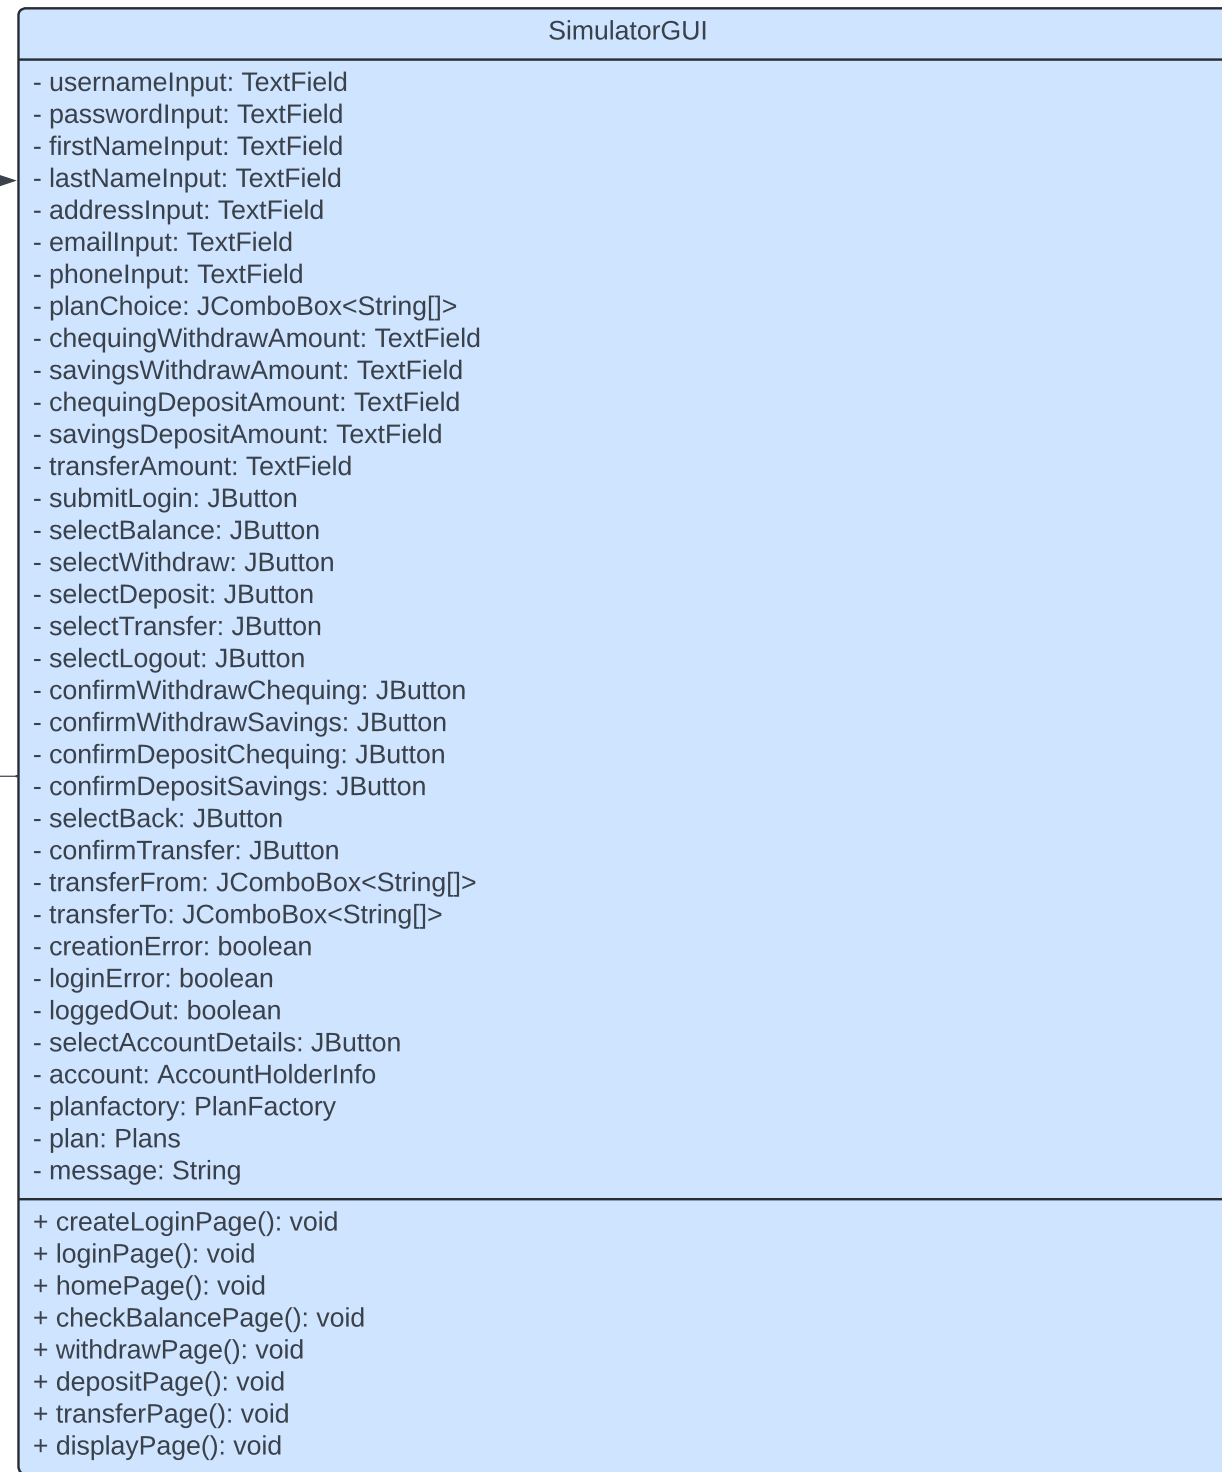 SimulatorGUI
- usernameInput: TextField
- passwordInput: TextField
- firstNameInput: TextField
- lastNameInput: TextField
- addressInput: TextField
- emailInput: TextField
- phoneInput: TextField
- planChoice: JComboBox<String[]>
- chequingWithdrawAmount: TextField
- savingsWithdrawAmount: TextField
- chequingDepositAmount: TextField
- savingsDepositAmount: TextField
- transferAmount: TextField
- submitLogin: JButton
- selectBalance: JButton
- selectWithdraw: JButton
- selectDeposit: JButton
- selectTransfer: JButton
- selectLogout: JButton
- confirmWithdrawChequing: JButton
- confirmWithdrawSavings: JButton
- confirmDepositChequing: JButton
- confirmDepositSavings: JButton
- selectBack: JButton
- confirmTransfer: JButton
- transferFrom: JComboBox<String[]>
- transferTo: JComboBox<String[]>
- creationError: boolean
- loginError: boolean
- loggedOut: boolean
- selectAccountDetails: JButton
- account: AccountHolderInfo
- planfactory: PlanFactory
- plan: Plans
- message: String
+ createLoginPage(): void
+ loginPage(): void
+ homePage(): void
+ checkBalancePage(): void
+ withdrawPage(): void
+ depositPage(): void
+ transferPage(): void
+ displayPage(): void